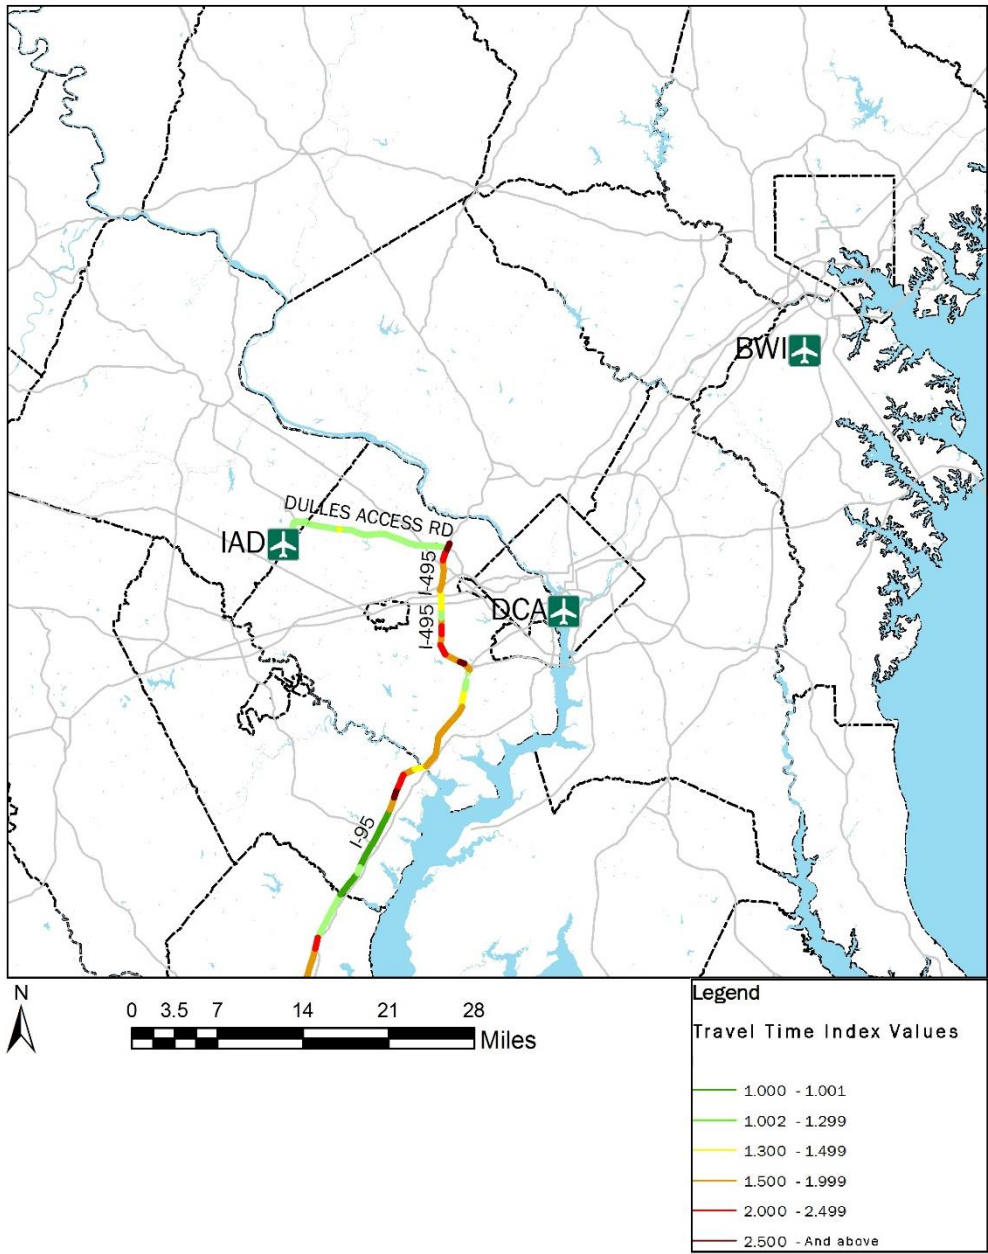 BWI
DULLES ACCESS RD
IAD
I-495
DCA
I-495
I-95
N
0 3.5 7 14 21 28
Miles
Legend
Travel Time Index Values
1.000 - 1.001
1.002 - 1.299
1.300 - 1.499
1.500 - 1.999
2.000 - 2.499
2.500 - And above